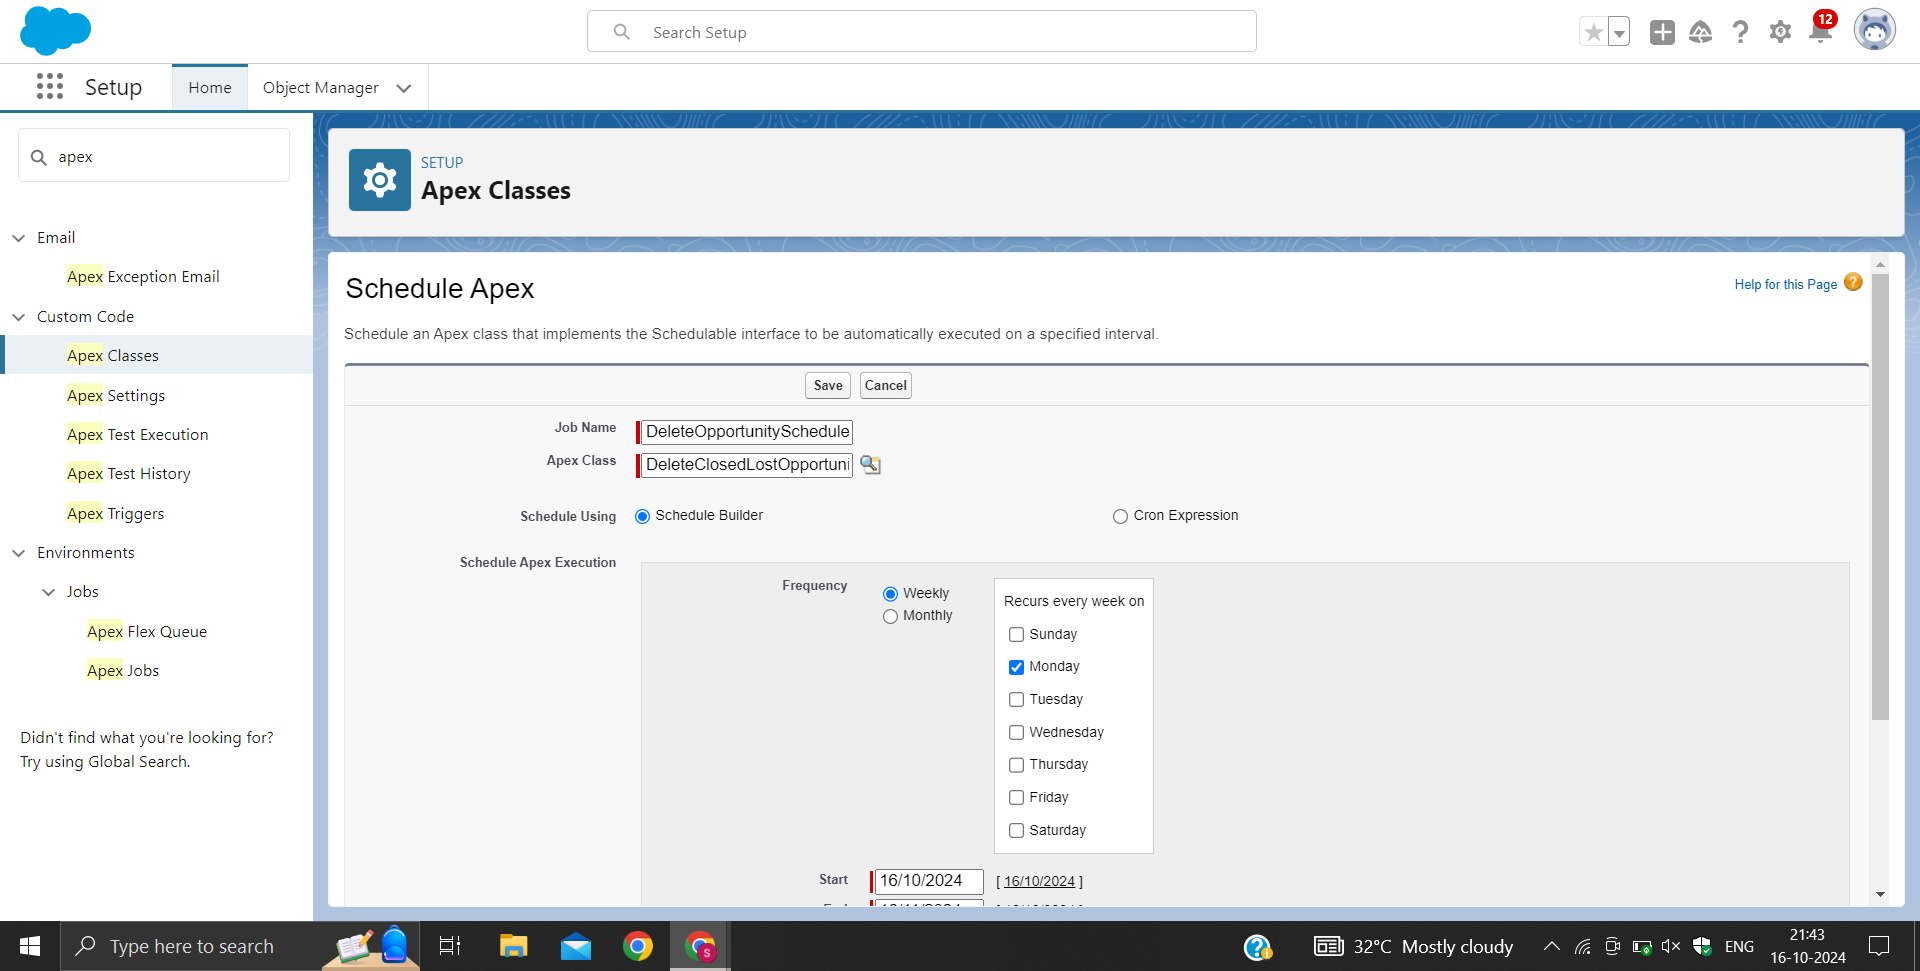 Search Setup
12
Setup
Home
Object Manager
apex
SETUP
Apex Classes
Email
Apex Exception Email
Custom Code
Apex Classes
Apex Settings
Apex Test Execution
Apex Test History
Apex Triggers
Environments
Jobs
Apex Flex Queue
Apex Jobs
Didn't find what you're looking for?
Try using Global Search.
Schedule Apex
Help for this Page ?
Schedule an Apex class that implements the Schedulable interface to be automatically executed on a specified interval.
Save Cancel
Job Name DeleteOpportunitySchedule
Apex Class DeleteClosedLostOpportuni
Schedule Using Schedule Builder Cron Expression
Schedule Apex Execution
Frequency
Weekly
Monthly
Recurs every week on
Sunday
Monday
Tuesday
Wednesday
Thursday
Friday
Saturday
Start 16/10/2024 [ 16/10/2024 ]
Type here to search
S
32°C Mostly cloudy
ENG
21:43
16-10-2024